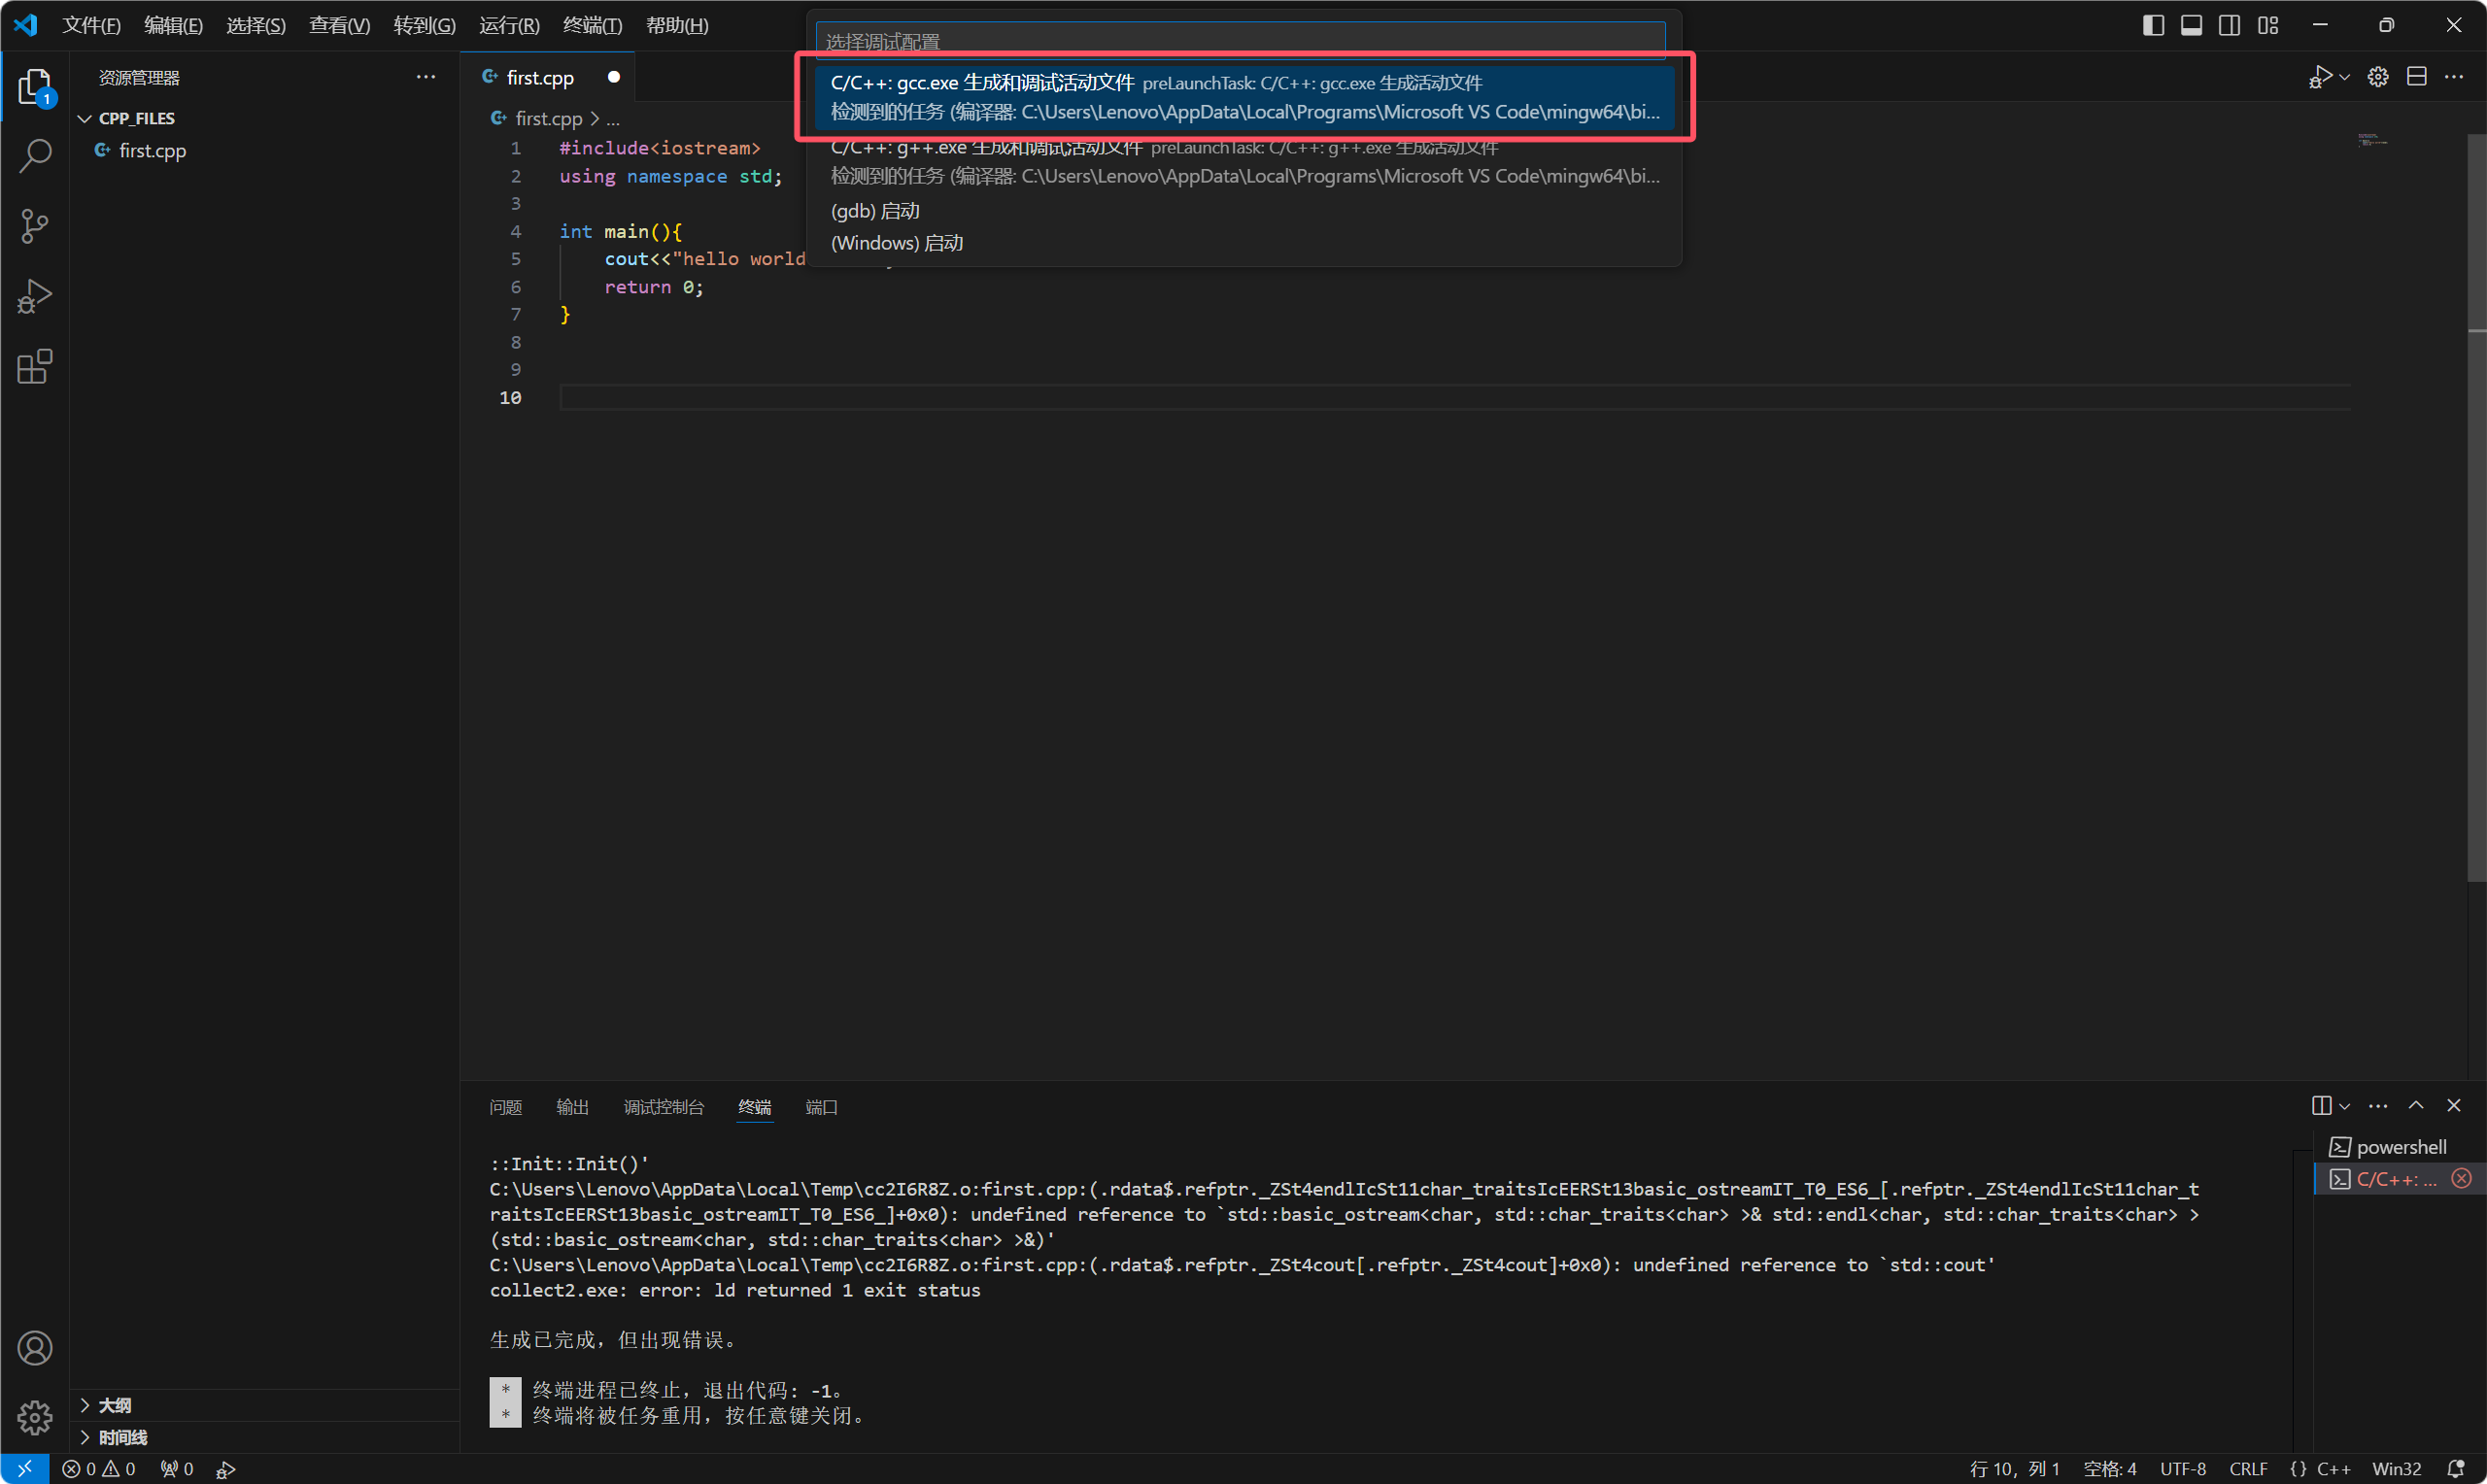 文件(F) 编辑(E) 选择(S) 查看(V) 转到(G) 运行(R) 终端(T) 帮助(H)
选择调试配置
C/C++: gcc.exe 生成和调试活动文件 preLaunchTask: C/C++: gcc.exe 生成活动文件
检测到的任务 (编译器: C:\Users\Lenovo\AppData\Local\Programs\Microsoft VS Code\mingw64\bi...
C/C++: g++.exe 生成和调试活动文件 preLaunchTask: C/C++: g++.exe 生成活动文件
检测到的任务 (编译器: C:\Users\Lenovo\AppData\Local\Programs\Microsoft VS Code\mingw64\bi...
(gdb) 启动
(Windows) 启动
1
资源管理器
CPP_FILES
first.cpp
first.cpp
first.cpp > ...
1 #include<iostream>
2 using namespace std;
3
4 int main(){
5 cout<<"hello world
6 return 0;
7 }
8
9
10
问题 输出 调试控制台 终端 端口
::Init::Init()'
C:\Users\Lenovo\AppData\Local\Temp\cc2I6R8Z.o:first.cpp:(.rdata$.refptr._ZSt4endlIcSt11char_traitsIcEERSt13basic_ostreamIT_T0_ES6_[.refptr._ZSt4endlIcSt11char_t
raitsIcEERSt13basic_ostreamIT_T0_ES6_]+0x0): undefined reference to `std::basic_ostream<char, std::char_traits<char> >& std::endl<char, std::char_traits<char> >
(std::basic_ostream<char, std::char_traits<char> >&)'
C:\Users\Lenovo\AppData\Local\Temp\cc2I6R8Z.o:first.cpp:(.rdata$.refptr._ZSt4cout[.refptr._ZSt4cout]+0x0): undefined reference to `std::cout'
collect2.exe: error: ld returned 1 exit status
生成已完成，但出现错误。
* 终端进程已终止，退出代码: -1。
* 终端将被任务重用，按任意键关闭。
powershell
C/C++: ...
大纲
时间线
0 0 0
行 10，列 1 空格: 4 UTF-8 CRLF {} C++ Win32